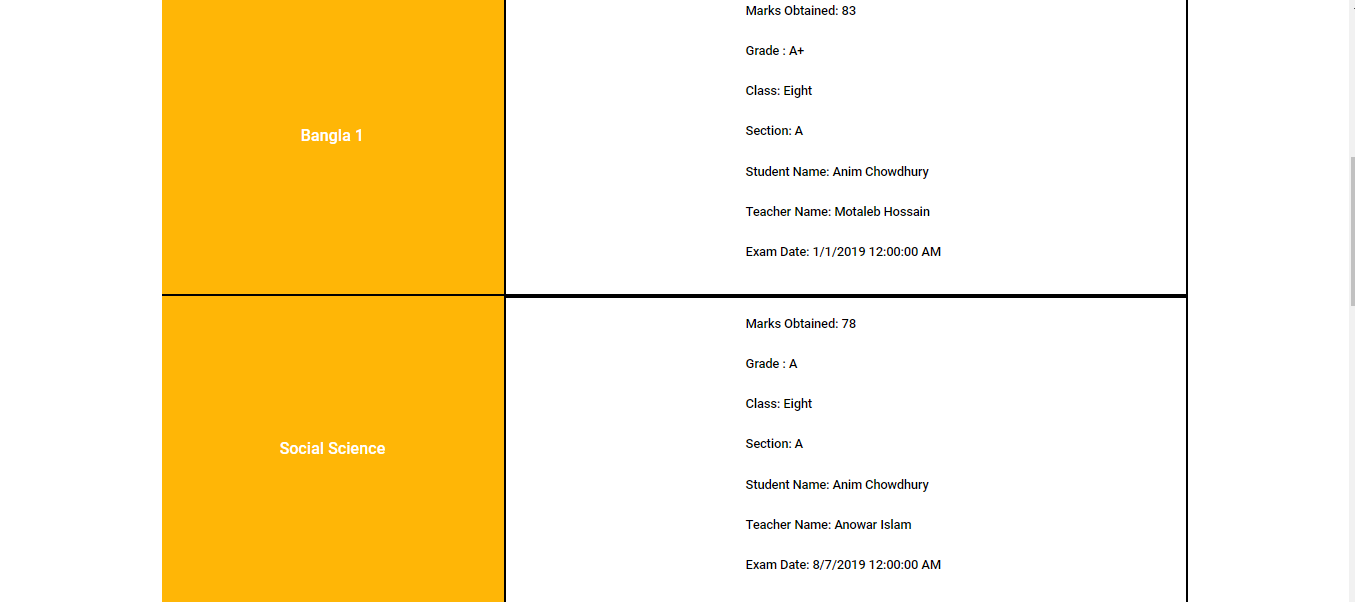 Bangla 1
Marks Obtained: 83
Grade : A+
Class: Eight
Section: A
Student Name: Anim Chowdhury
Teacher Name: Motaleb Hossain
Exam Date: 1/1/2019 12:00:00 AM
Social Science
Marks Obtained: 78
Grade : A
Class: Eight
Section: A
Student Name: Anim Chowdhury
Teacher Name: Anowar Islam
Exam Date: 8/7/2019 12:00:00 AM